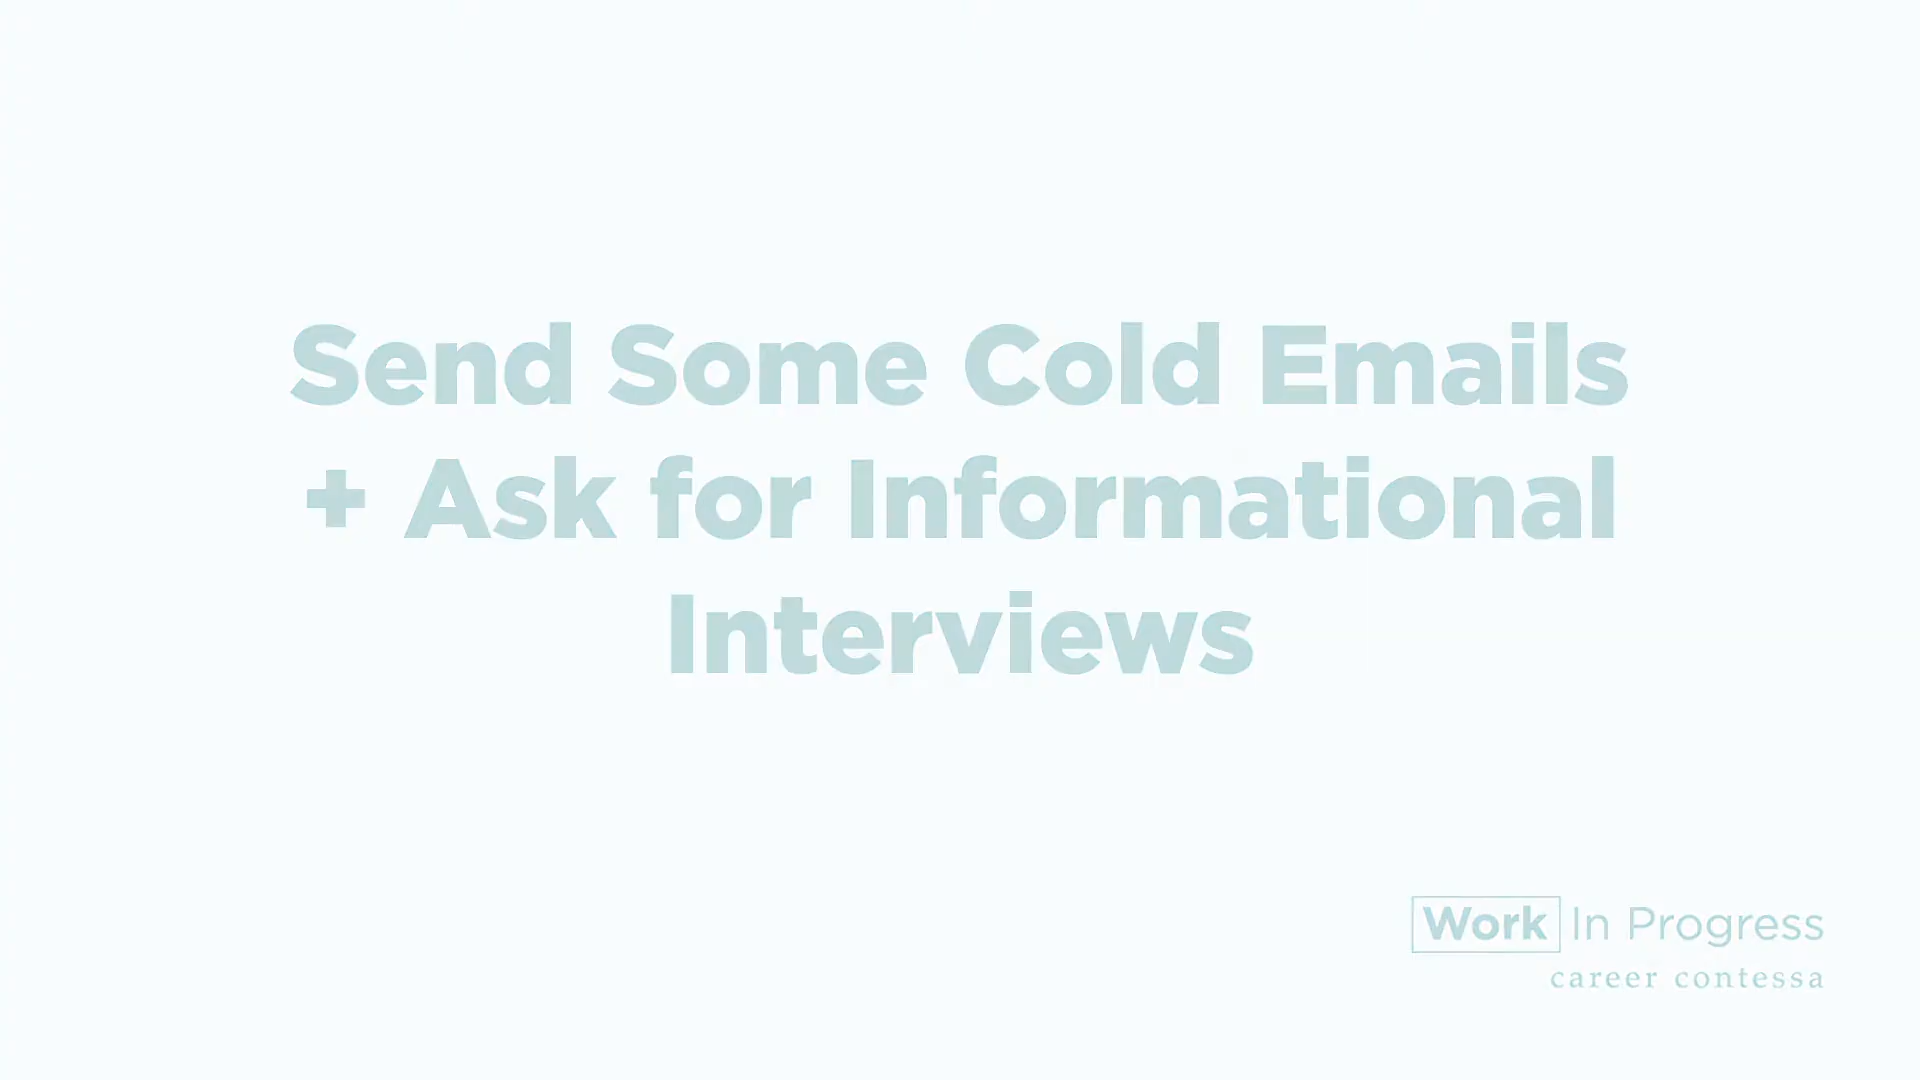 Send Some Cold Emails
+ Ask for Informational
Interviews
Work In Progress
career contessa